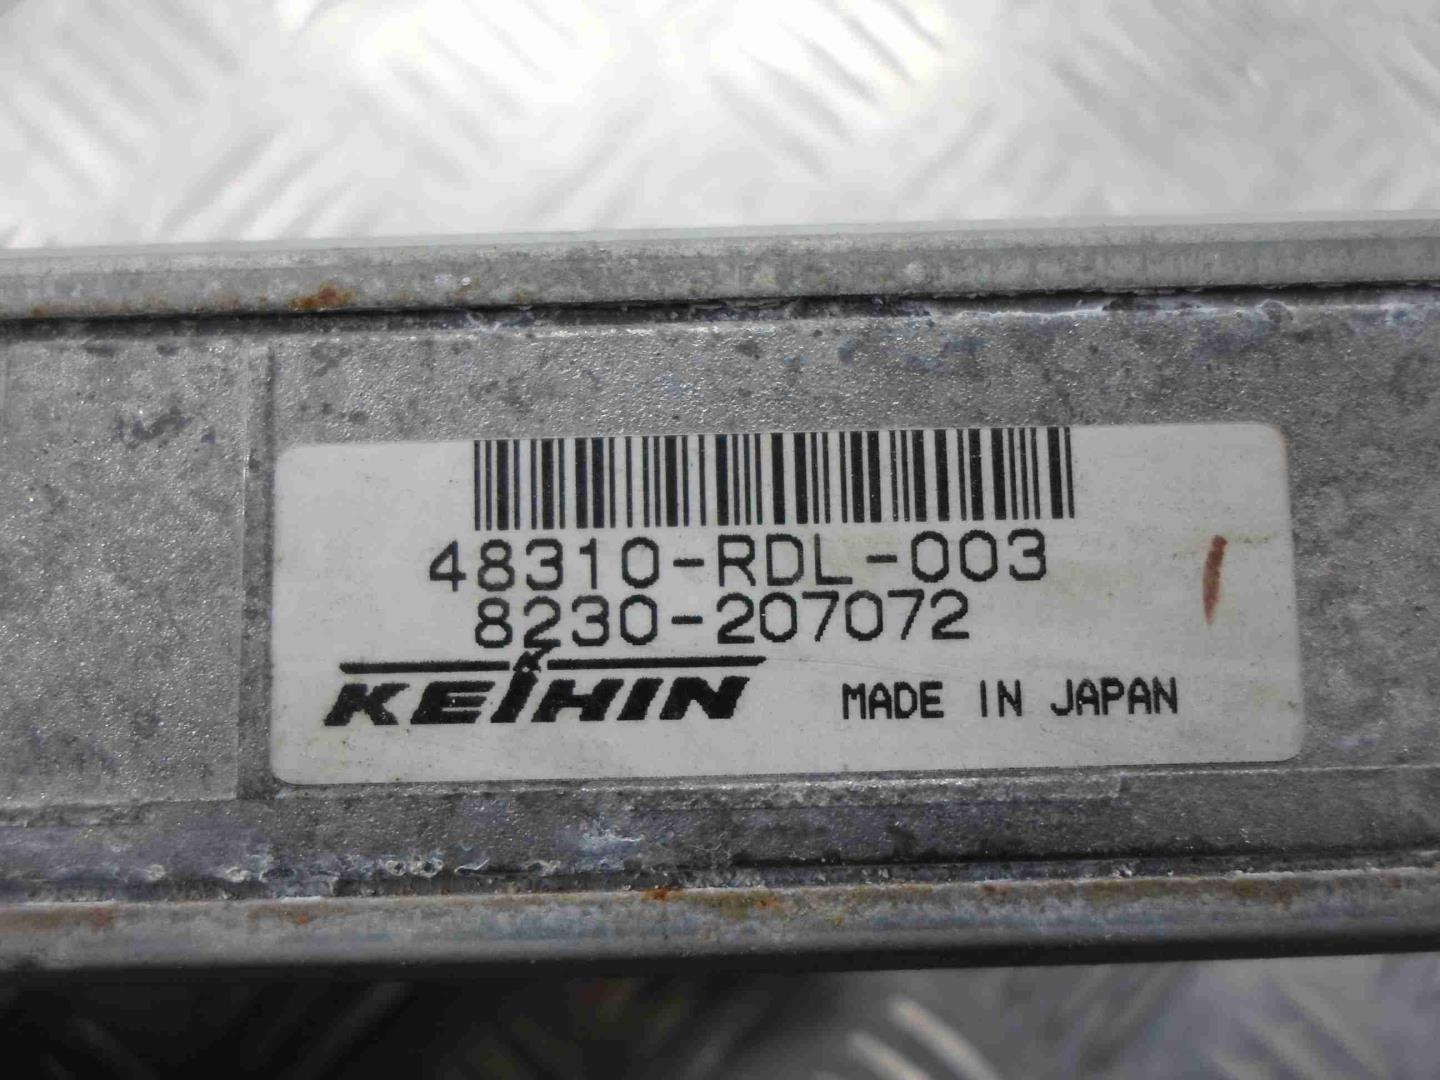 48310-RDL-003
8230-207072
KEIHIN MADE IN JAPAN